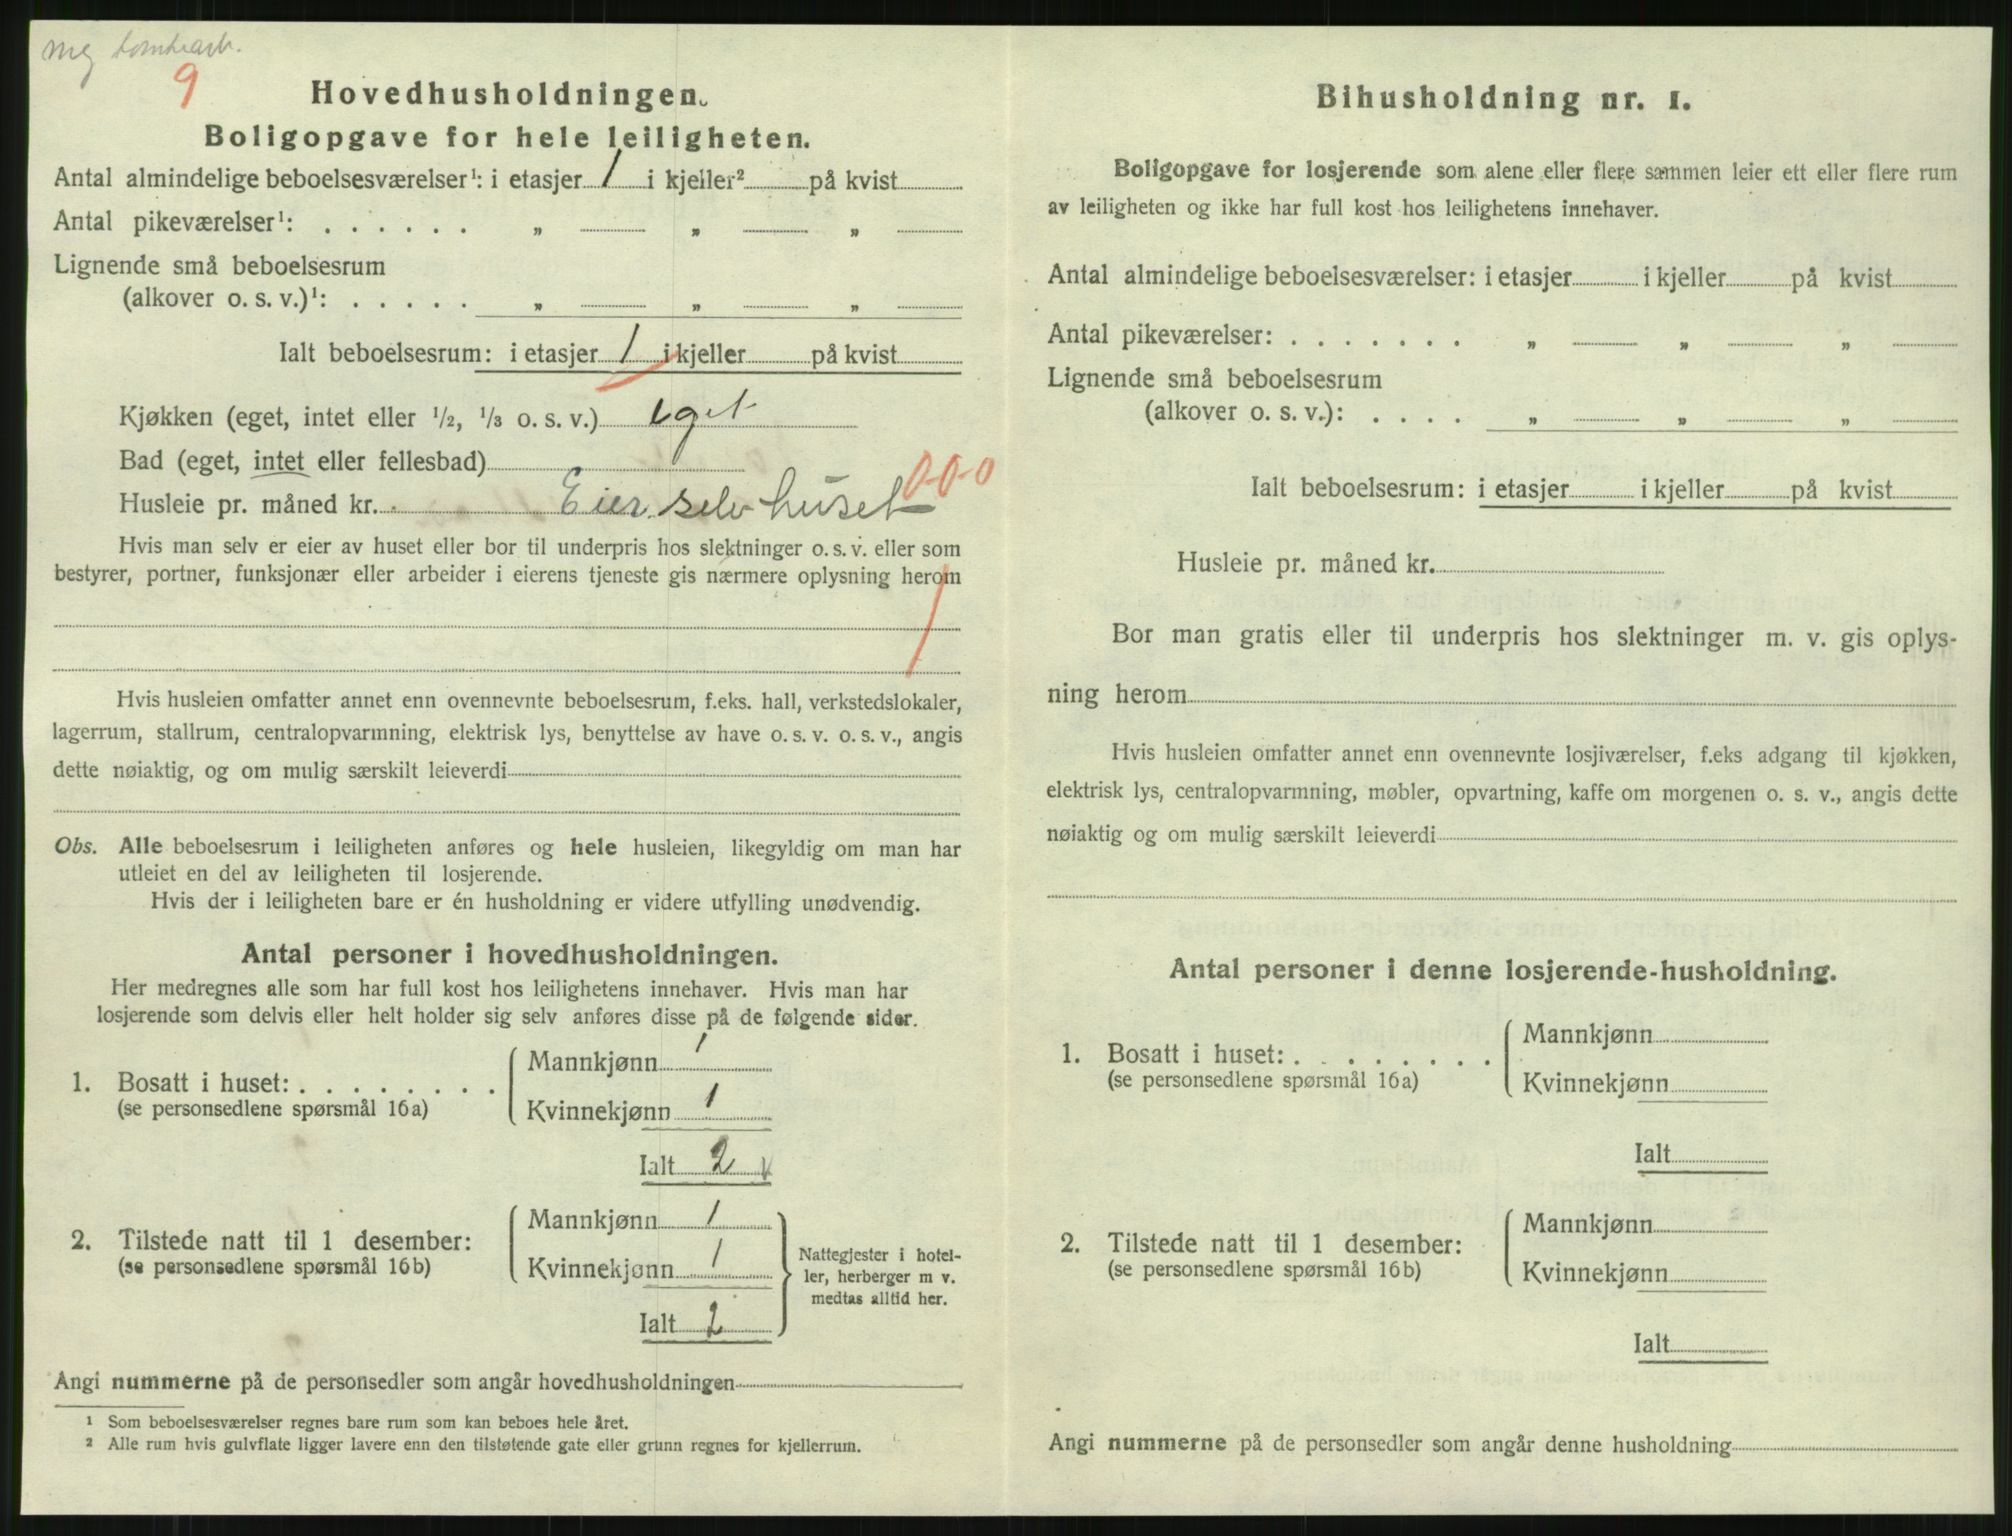 9
Hovedhusholdningen.
Boligopgave for hele leiligheten.
Antal almindelige beboelsesværelser¹: i etasjer 1 i kjeller² på kvist
Antal pikeværelser¹: . . . . . . „ „ „
Lignende små beboelsesrum
(alkover o. s. v.)¹: . . . . . „ „ „
Ialt beboelsesrum: i etasjer 1 i kjeller på kvist
Kjøkken (eget, intet eller ½, ⅓ o. s. v.) eget
Bad (eget, intet eller fellesbad)
Husleie pr. måned kr. Eier selv huset 0-0-0
Hvis man selv er eier av huset eller bor til underpris hos slektninger o. s. v. eller som
bestyrer, portner, funksjonær eller arbeider i eierens tjeneste gis nærmere oplysning herom
Hvis husleien omfatter annet enn ovennevnte beboelsesrum, f.eks. hall, verkstedslokaler,
lagerrum, stallrum, centralopvarmning, elektrisk lys, benyttelse av have o. s. v. o. s. v., angis
dette nøiaktig, og om mulig særskilt leieverdi
Obs. Alle beboelsesrum i leiligheten anføres og hele husleien, likegyldig om man har
utleiet en del av leiligheten til losjerende.
Hvis der i leiligheten bare er én husholdning er videre utfylling unødvendig.
Antal personer i hovedhusholdningen.
Her medregnes alle som har full kost hos leilighetens innehaver. Hvis man har
losjerende som delvis eller helt holder sig selv anføres disse på de følgende sider.
1. Bosatt i huset: . . . . . . . .
(se personsedlene spørsmål 16a)
Mannkjønn 1
Kvinnekjønn 1
Ialt 2
2. Tilstede natt til 1 desember:
(se personsedlene spørsmål 16b)
Mannkjønn 1
Kvinnekjønn 1
Ialt 2
Nattegjester i hotel-
ler, herberger m v.
medtas alltid her.
Angi nummerne på de personsedler som angår hovedhusholdningen
¹ Som beboelsesværelser regnes bare rum som kan beboes hele året.
² Alle rum hvis gulvflate ligger lavere enn den tilstøtende gate eller grunn regnes for kjellerrum.
Bihusholdning nr. 1.
Boligopgave for losjerende som alene eller flere sammen leier ett eller flere rum
av leiligheten og ikke har full kost hos leilighetens innehaver.
Antal almindelige beboelsesværelser: i etasjer i kjeller på kvist
Antal pikeværelser: . . . . . . . „ „ „
Lignende små beboelsesrum
(alkover o. s. v.): . . . . „ „ „
Ialt beboelsesrum: i etasjer i kjeller på kvist
Husleie pr. måned kr.
Bor man gratis eller til underpris hos slektninger m. v. gis oplys-
ning herom
Hvis husleien omfatter annet enn ovennevnte losjiværelser, f.eks adgang til kjøkken,
elektrisk lys, centralopvarmning, møbler, opvartning, kaffe om morgenen o. s. v., angis dette
nøiaktig og om mulig særskilt leieverdi
Antal personer i denne losjerende-husholdning.
1. Bosatt i huset: . . . . . . . .
(se personsedlene spørsmål 16a)
Mannkjønn
Kvinnekjønn
Ialt
2. Tilstede natt til 1 desember:
(se personsedlene spørsmål 16b)
Mannkjønn
Kvinnekjønn
Ialt
Angi nummerne på de personsedler som angår denne husholdning